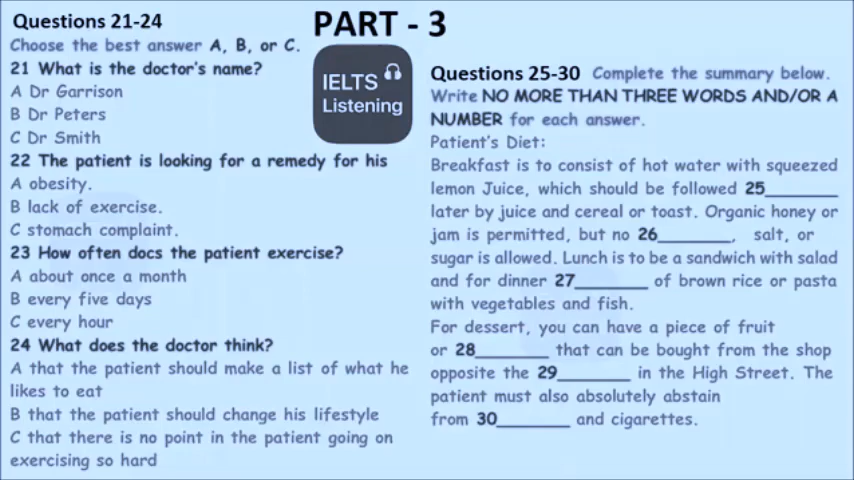 PART - 3
IELTS
Listening
Questions 21-24
Choose the best answer A, B, or C.
21 What is the doctor's name?
A Dr Garrison
B Dr Peters
C Dr Smith
22 The patient is looking for a remedy for his
A obesity.
B lack of exercise.
C stomach complaint.
23 How often docs the patient exercise?
A about once a month
B every five days
C every hour
24 What does the doctor think?
A that the patient should make a list of what he
likes to eat
B that the patient should change his lifestyle
C that there is no point in the patient going on
exercising so hard
Questions 25-30 Complete the summary below.
Write NO MORE THAN THREE WORDS AND/OR A
NUMBER for each answer.
Patient's Diet:
Breakfast is to consist of hot water with squeezed
lemon Juice, which should be followed 25_______
later by juice and cereal or toast. Organic honey or
jam is permitted, but no 26_______, salt, or
sugar is allowed. Lunch is to be a sandwich with salad
and for dinner 27_______ of brown rice or pasta
with vegetables and fish.
For dessert, you can have a piece of fruit
or 28_______ that can be bought from the shop
opposite the 29_______ in the High Street. The
patient must also absolutely abstain
from 30_______ and cigarettes.